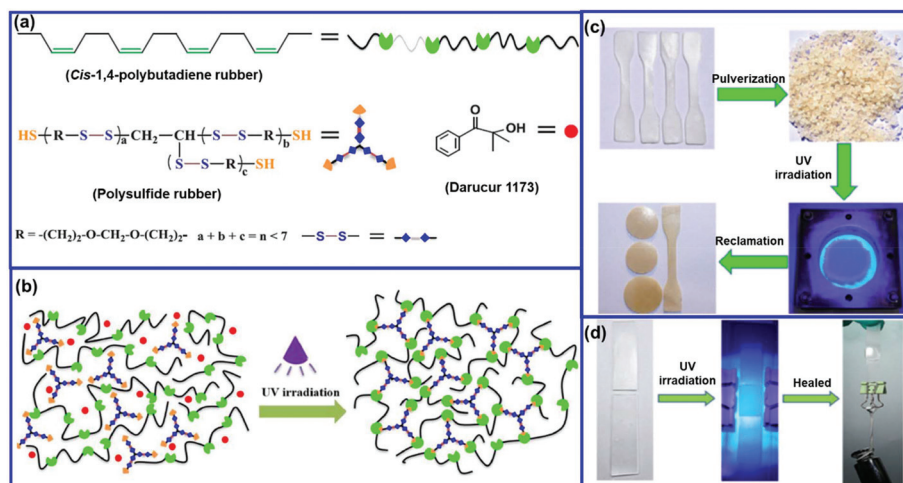 (a)
(Cis-1,4-polybutadiene rubber)
HS-(R-S-S)a-CH2-CH-(S-S-R)b-SH
(S-S-R)c-SH
(Polysulfide rubber)
O
OH
(Darucur 1173)
R = -(CH2)2-O-CH2-O-(CH2)2- a + b + c = n < 7 -S-S- =
(b)
UV irradiation
(c)
Pulverization
UV
irradiation
Reclamation
(d)
UV
irradiation
Healed